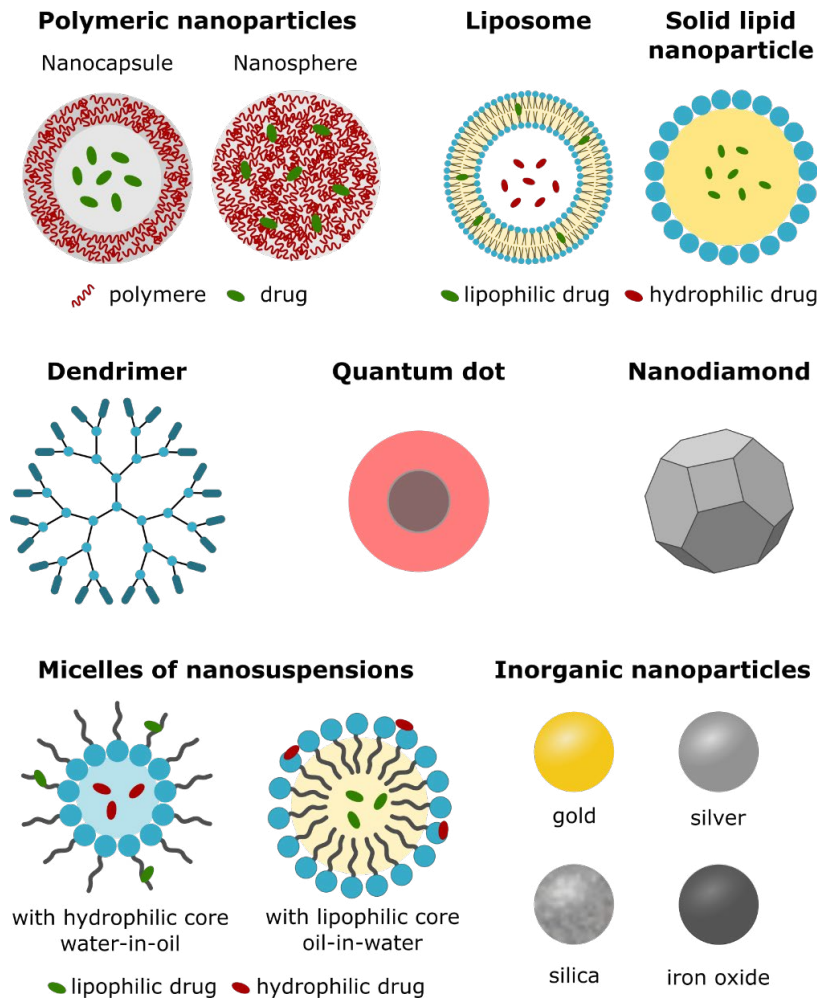 Polymeric nanoparticles
Nanocapsule
Nanosphere
polymere
drug
Liposome
Solid lipid
nanoparticle
lipophilic drug
hydrophilic drug
Dendrimer
Quantum dot
Nanodiamond
Micelles of nanosuspensions
with hydrophilic core
water-in-oil
with lipophilic core
oil-in-water
lipophilic drug
hydrophilic drug
Inorganic nanoparticles
gold
silver
silica
iron oxide